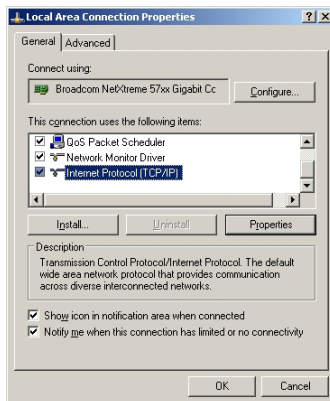 Local Area Connection Properties
General Advanced
Connect using:
Broadcom NetXtreme 57xx Gigabit Cc
Configure...
This connection uses the following items:
QoS Packet Scheduler
Network Monitor Driver
Internet Protocol (TCP/IP)
Install... Uninstall Properties
Description
Transmission Control Protocol/Internet Protocol. The default
wide area network protocol that provides communication
across diverse interconnected networks.
Show icon in notification area when connected
Notify me when this connection has limited or no connectivity
OK Cancel